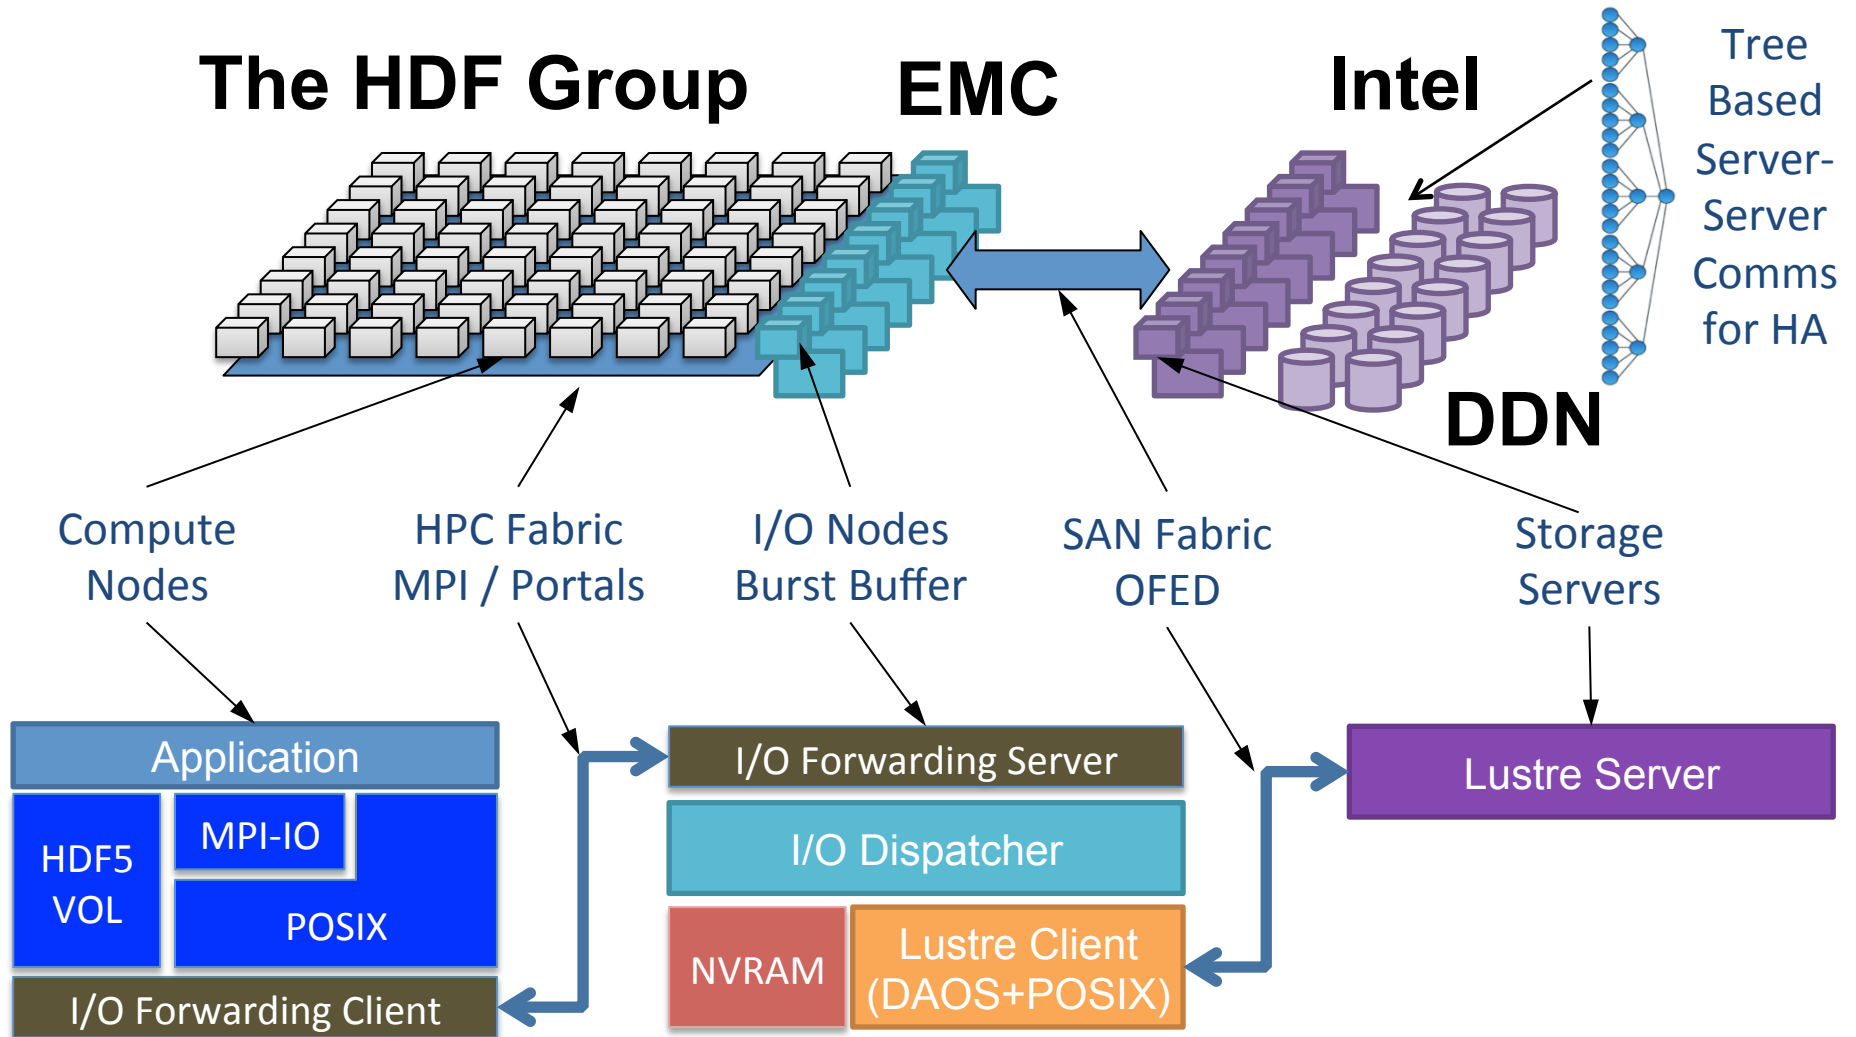 The HDF Group
EMC
Intel
Tree
Based
Server-
Server
Comms
for HA
DDN
Compute
Nodes
HPC Fabric
MPI / Portals
I/O Nodes
Burst Buffer
SAN Fabric
OFED
Storage
Servers
Application
HDF5
VOL
MPI-IO
POSIX
I/O Forwarding Client
I/O Forwarding Server
I/O Dispatcher
NVRAM
Lustre Client
(DAOS+POSIX)
Lustre Server